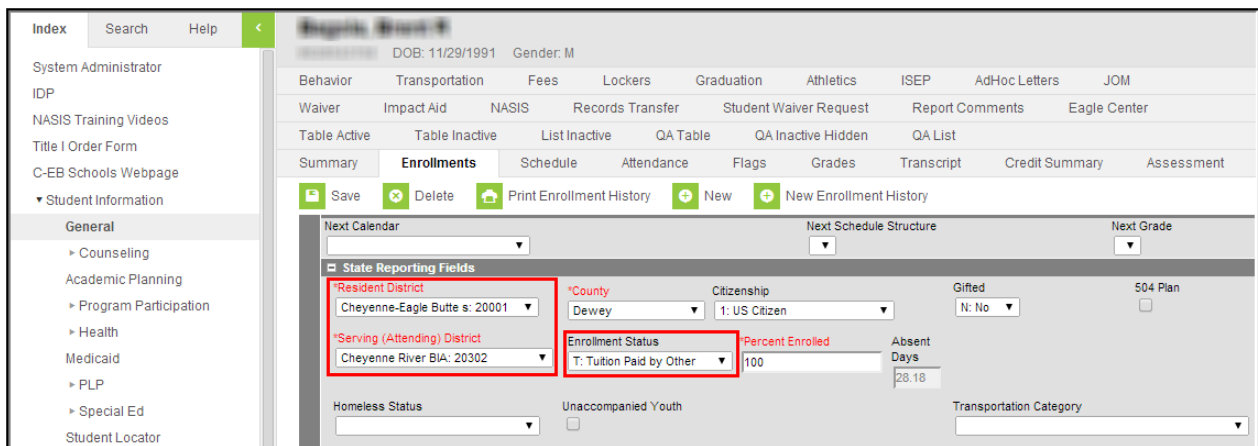 Index Search Help
System Administrator
IDP
NASIS Training Videos
Title I Order Form
C-EB Schools Webpage
Student Information
General
Counseling
Academic Planning
Program Participation
Health
Medicaid
PLP
Special Ed
Student Locator
DOB: 11/29/1991 Gender: M
Behavior Transportation Fees Lockers Graduation Athletics ISEP AdHoc Letters JOM
Waiver Impact Aid NASIS Records Transfer Student Waiver Request Report Comments Eagle Center
Table Active Table Inactive List Inactive QA Table QA Inactive Hidden QA List
Summary Enrollments Schedule Attendance Flags Grades Transcript Credit Summary Assessment
Save Delete Print Enrollment History New New Enrollment History
Next Calendar Next Schedule Structure Next Grade
State Reporting Fields
*Resident District *County Citizenship Gifted 504 Plan
Cheyenne-Eagle Butte s: 20001 Dewey 1: US Citizen N: No
*Serving (Attending) District Enrollment Status *Percent Enrolled Absent Days
Cheyenne River BIA: 20302 T: Tuition Paid by Other 100 28.18
Homeless Status Unaccompanied Youth Transportation Category